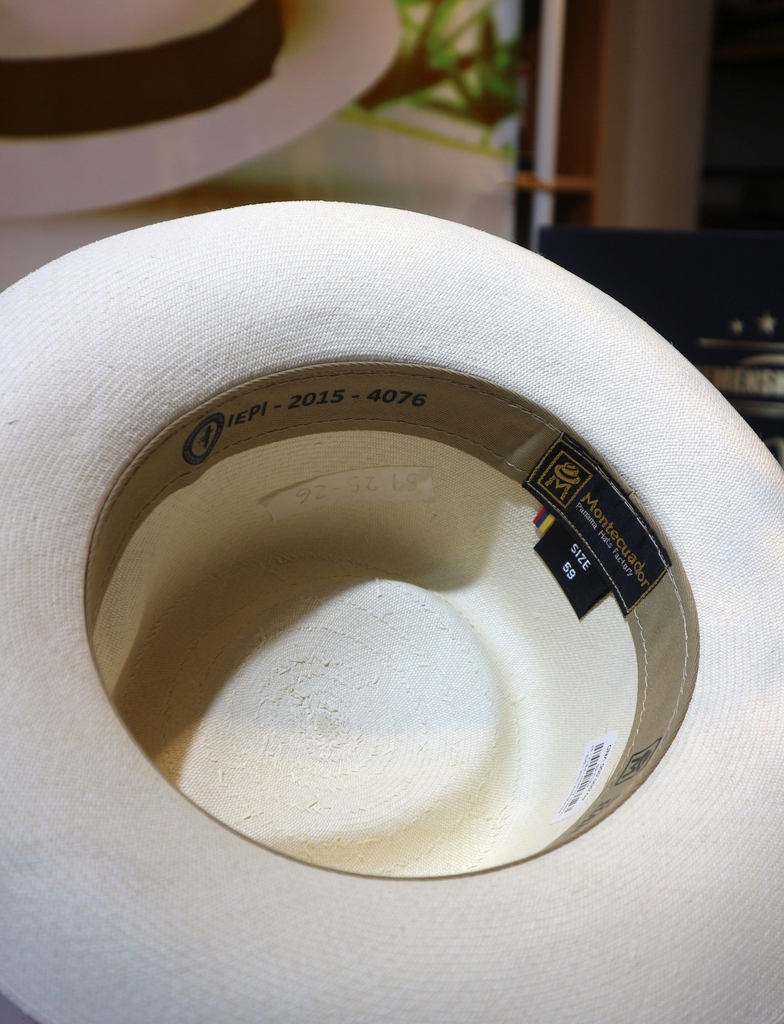 IEPI - 2015 - 4076
Montecuador
Panama Hats Factory
SIZE
59